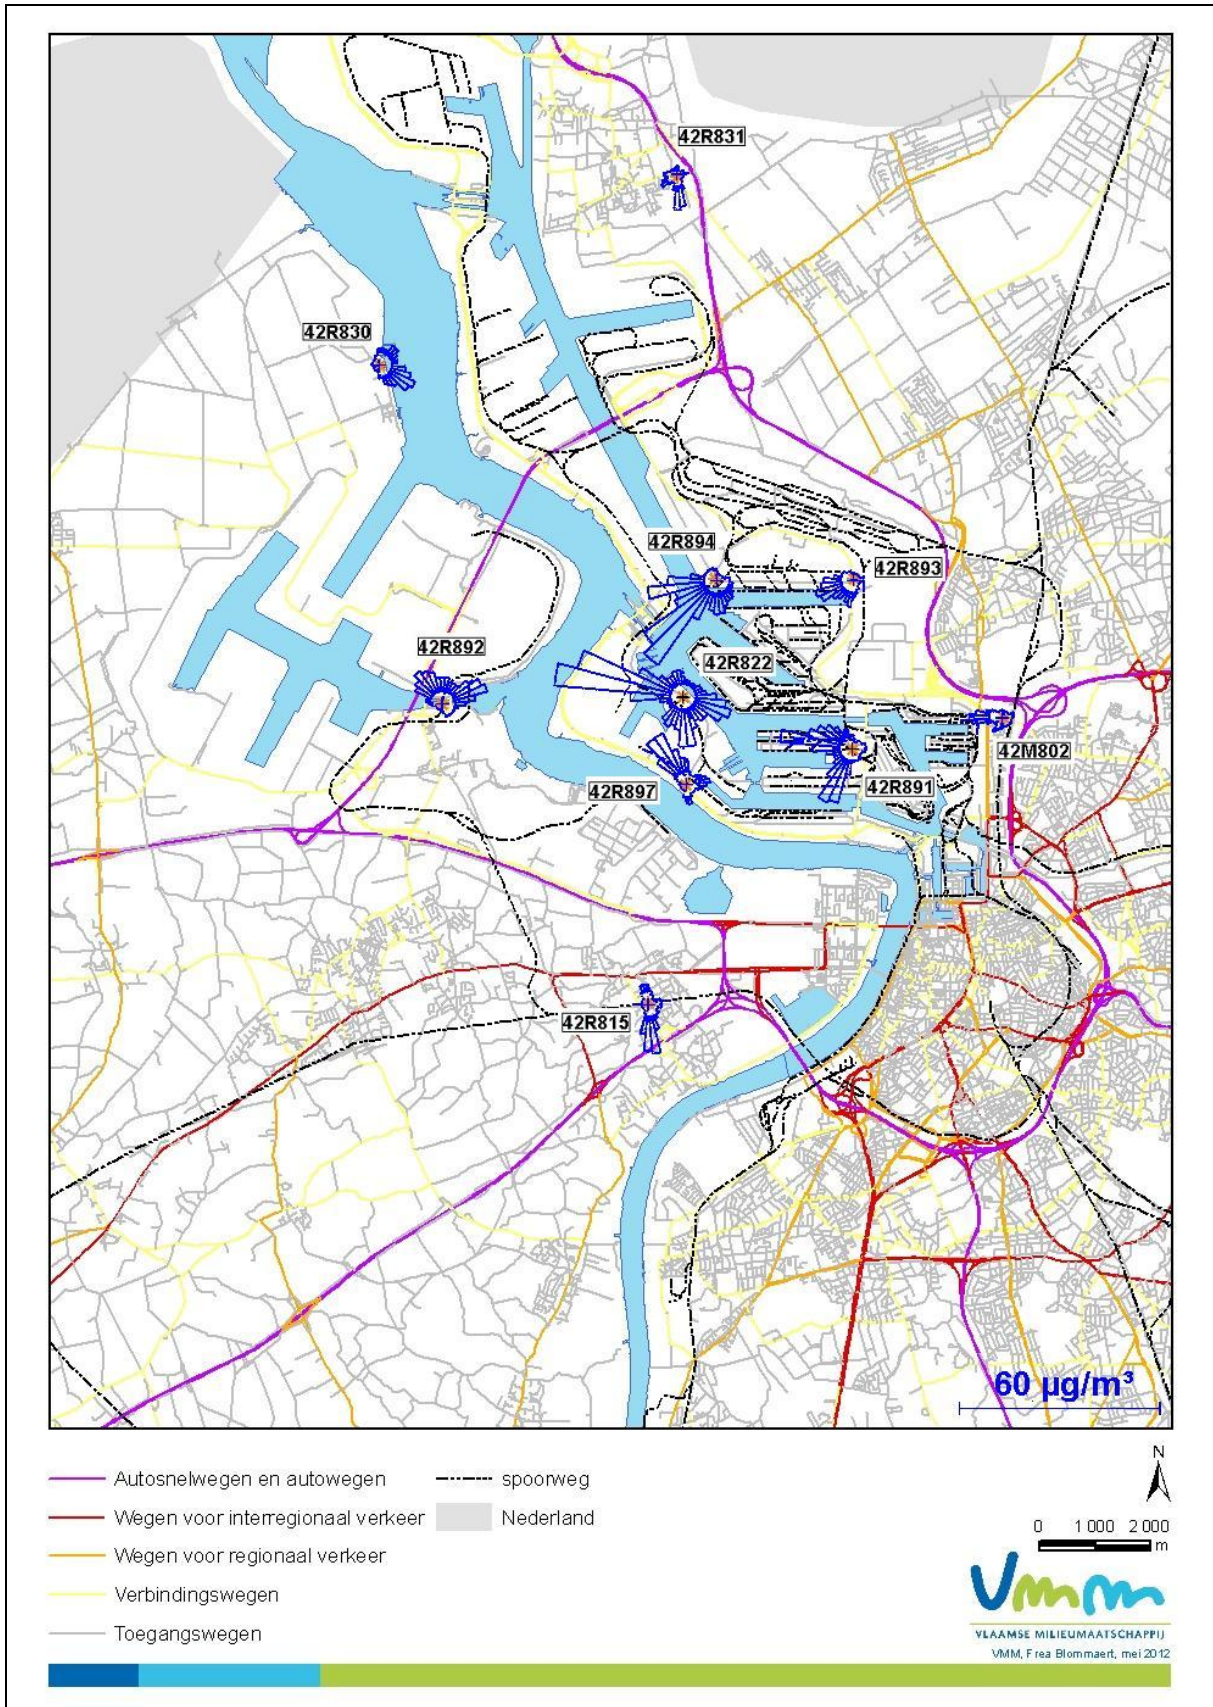 42R831
42R830
42R894
42R893
42R892
42R822
42M802
42R897
42R891
42R815
60 µg/m³
Autosnelwegen en autowegen
spoorweg
Wegen voor interregionaal verkeer
Nederland
Wegen voor regionaal verkeer
Verbindingswegen
Toegangswegen
N
0 1 000 2 000
m
Vmm
VLAAMSE MILIEUMAATSCHAPPIJ
VMM, Frea Blommaert, mei 2012